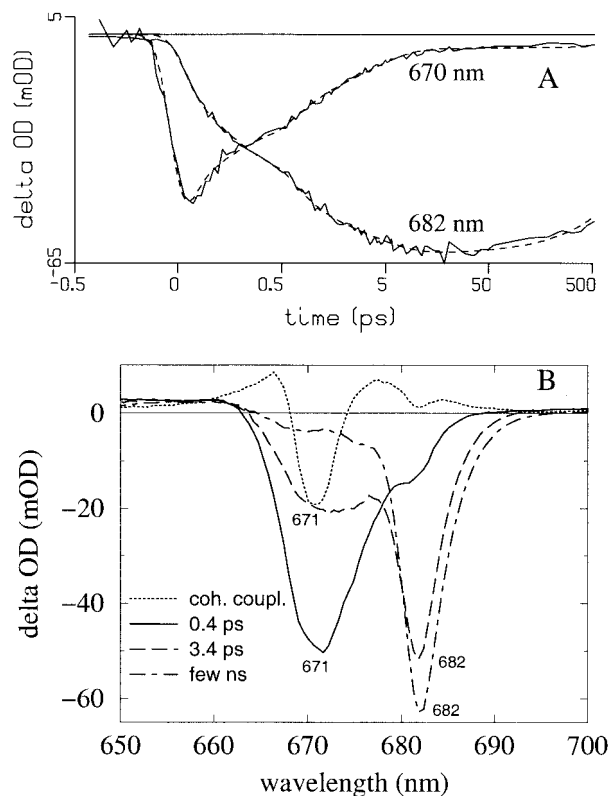 5
670 nm
A
delta OD (mOD)
682 nm
-65
-0.5 0 0.5 5 50 500
time (ps)
B
0
-20
671
coh. coupl.
0.4 ps
-40
3.4 ps
671
682
few ns
-60
682
delta OD (mOD)
650 660 670 680 690 700
wavelength (nm)